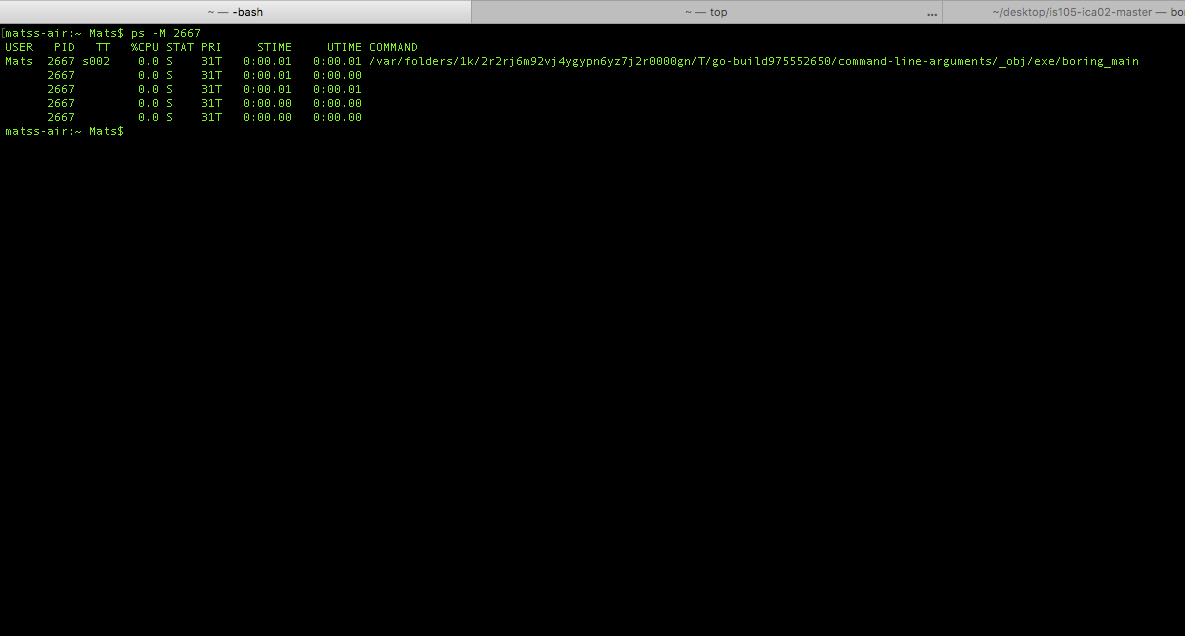 ~ — -bash
~ — top
...
~/desktop/is105-ica02-master — bo
[matss-air:~ Mats$ ps -M 2667
USER   PID   TT   %CPU STAT PRI     STIME     UTIME COMMAND
Mats  2667 s002    0.0 S    31T   0:00.01   0:00.01 /var/folders/1k/2r2rj6m92vj4ygypn6yz7j2r0000gn/T/go-build975552650/command-line-arguments/_obj/exe/boring_main
      2667         0.0 S    31T   0:00.01   0:00.00
      2667         0.0 S    31T   0:00.01   0:00.01
      2667         0.0 S    31T   0:00.00   0:00.00
      2667         0.0 S    31T   0:00.00   0:00.00
matss-air:~ Mats$